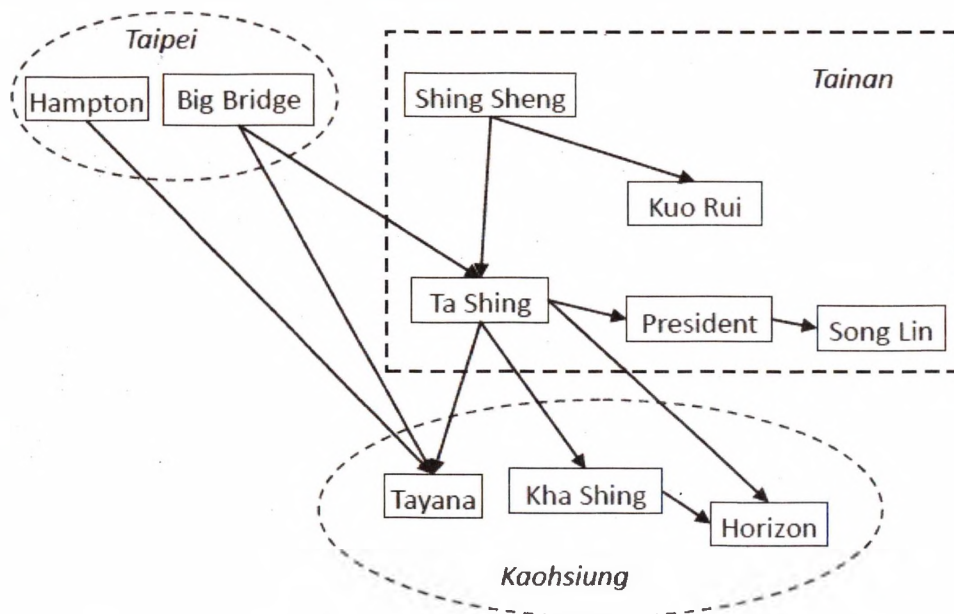 Taipei
Hampton
Big Bridge
Shing Sheng
Tainan
Kuo Rui
Ta Shing
President
Song Lin
Tayana
Kha Shing
Horizon
Kaohsiung